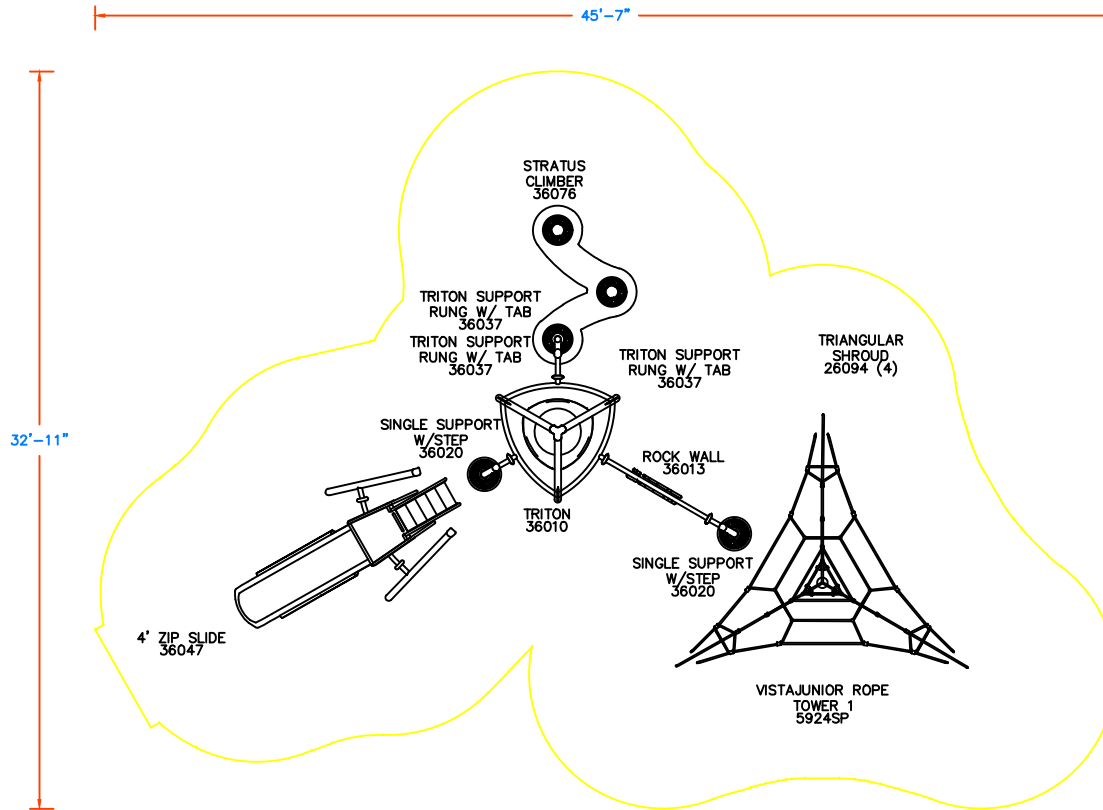 45'-7"
STRATUS
CLIMBER
36076
TRITON SUPPORT
RUNG W/ TAB
36037
TRITON SUPPORT
RUNG W/ TAB
36037
TRITON SUPPORT
RUNG W/ TAB
36037
TRIANGULAR
SHROUD
26094 (4)
32'-11"
SINGLE SUPPORT
W/STEP
36020
ROCK WALL
36013
TRITON
36010
SINGLE SUPPORT
W/STEP
36020
4' ZIP SLIDE
36047
VISTAJUNIOR ROPE
TOWER 1
5924SP